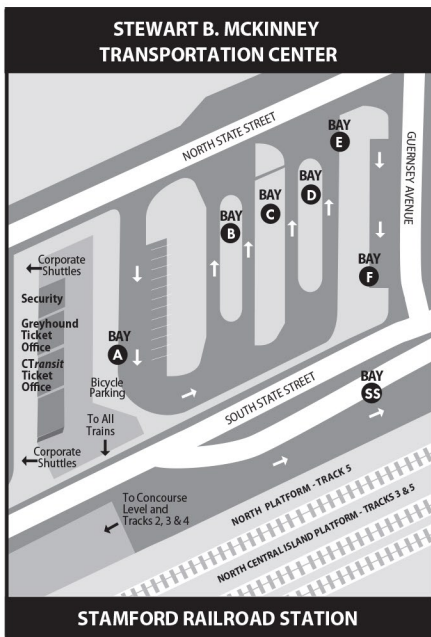 STEWART B. MCKINNEY
TRANSPORTATION CENTER
NORTH STATE STREET
GUERNSEY AVENUE
BAY
E
BAY
D
BAY
C
BAY
B
BAY
F
BAY
A
Corporate
Shuttles
Security
Greyhound
Ticket
Office
CTransit
Ticket
Office
Bicycle
Parking
To All
Trains
Corporate
Shuttles
SOUTH STATE STREET
BAY
SS
To Concourse
Level and
Tracks 2, 3 & 4
NORTH PLATFORM - TRACK 5
NORTH CENTRAL ISLAND PLATFORM - TRACKS 3 & 5
STAMFORD RAILROAD STATION